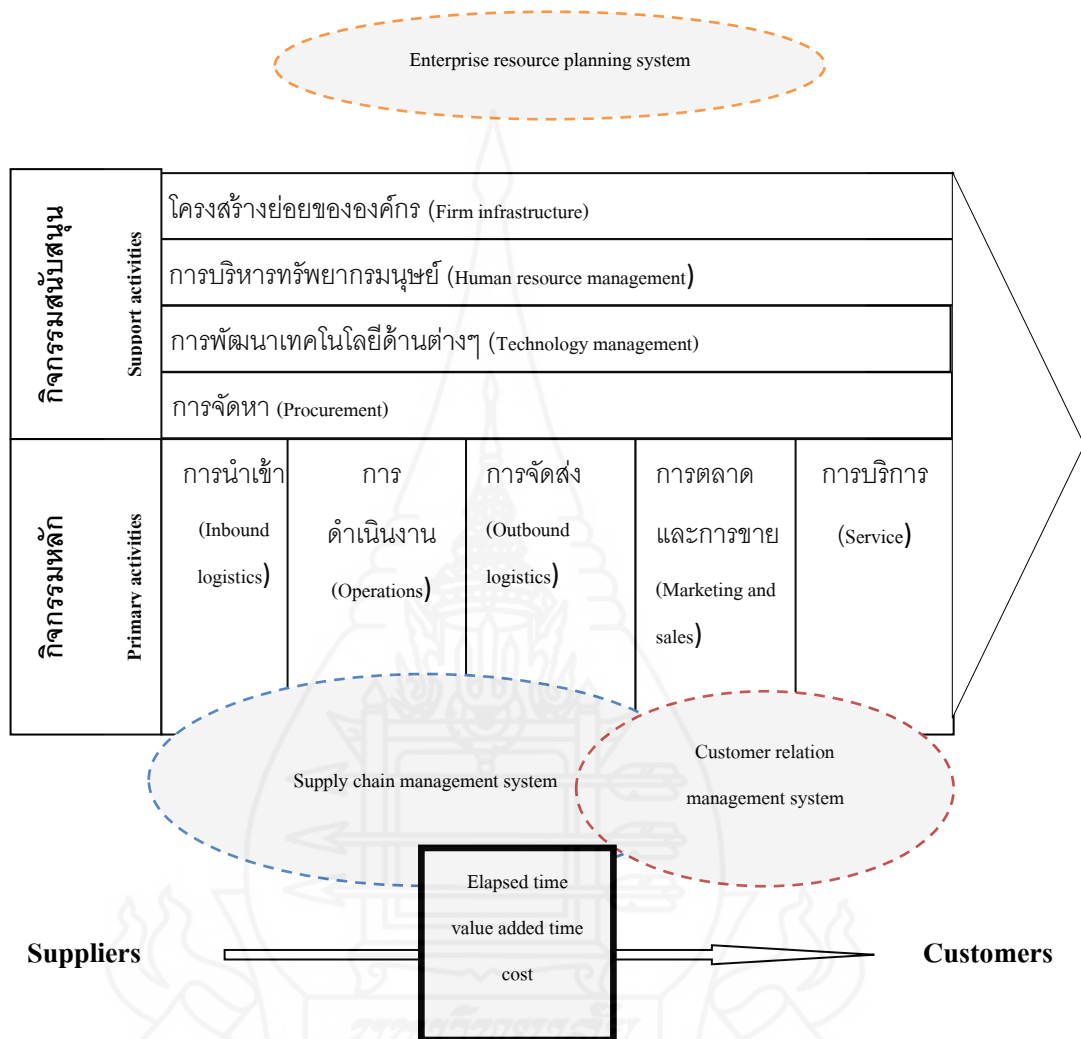 Enterprise resource planning system
กิจกรรมสนับสนุน
Support activities
โครงสร้างย่อยขององค์กร (Firm infrastructure)
การบริหารทรัพยากรมนุษย์ (Human resource management)
การพัฒนาเทคโนโลยีด้านต่างๆ (Technology management)
การจัดหา (Procurement)
กิจกรรมหลัก
Primary activities
การนำเข้า
(Inbound
logistics)
การ
ดำเนินงาน
(Operations)
การจัดส่ง
(Outbound
logistics)
การตลาด
และการขาย
(Marketing and
sales)
การบริการ
(Service)
Supply chain management system
Customer relation
management system
Suppliers
Elapsed time
value added time
cost
Customers